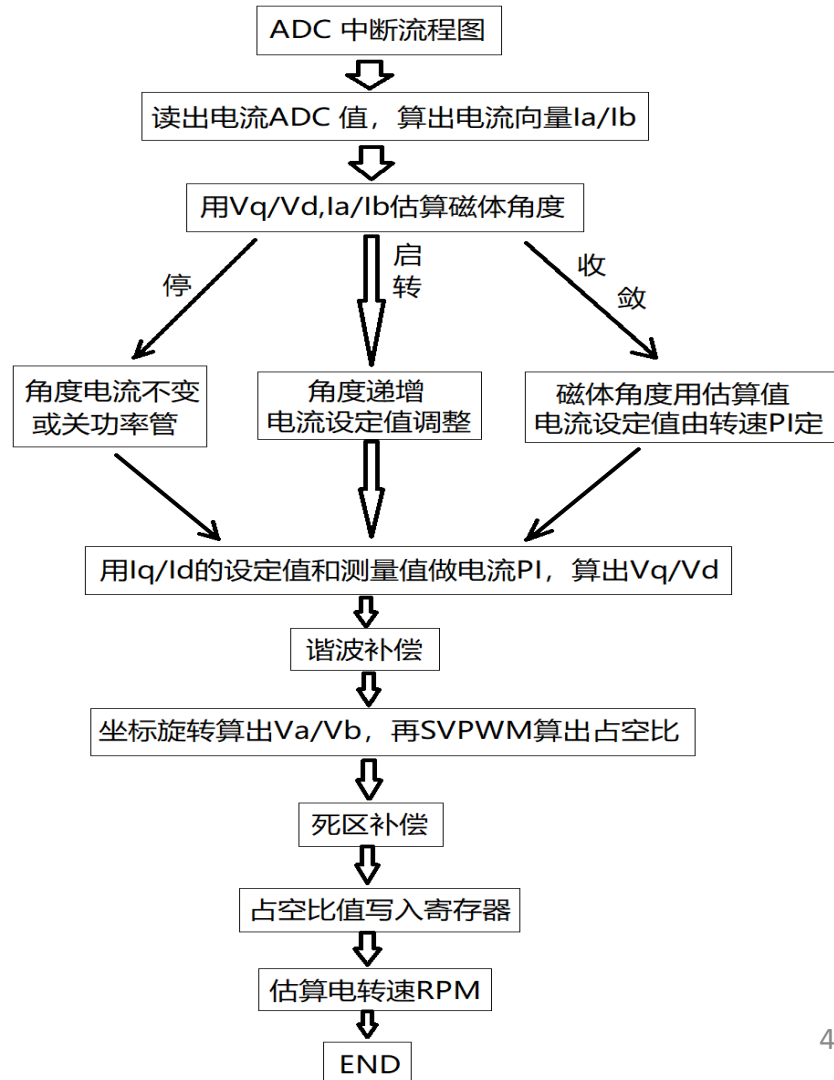 ADC 中断流程图
读出电流ADC 值，算出电流向量Ia/Ib
用Vq/Vd,Ia/Ib估算磁体角度
停
启
转
收
敛
角度电流不变
或关功率管
角度递增
电流设定值调整
磁体角度用估算值
电流设定值由转速PI定
用Iq/Id的设定值和测量值做电流PI，算出Vq/Vd
谐波补偿
坐标旋转算出Va/Vb，再SVPWM算出占空比
死区补偿
占空比值写入寄存器
估算电转速RPM
END
4